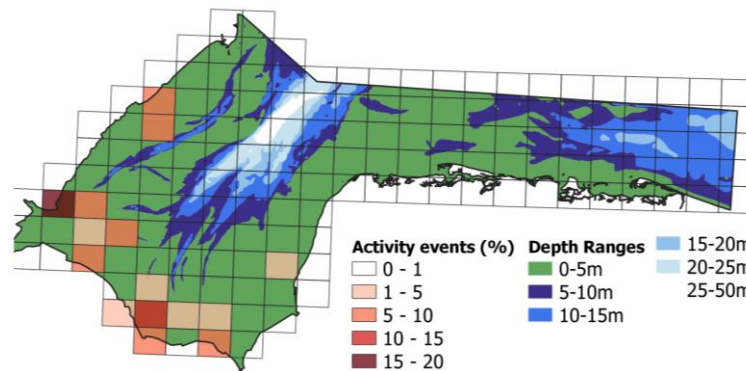 Activity events (%)
0 - 1
1 - 5
5 - 10
10 - 15
15 - 20
Depth Ranges
0-5m
5-10m
10-15m
15-20m
20-25m
25-50m